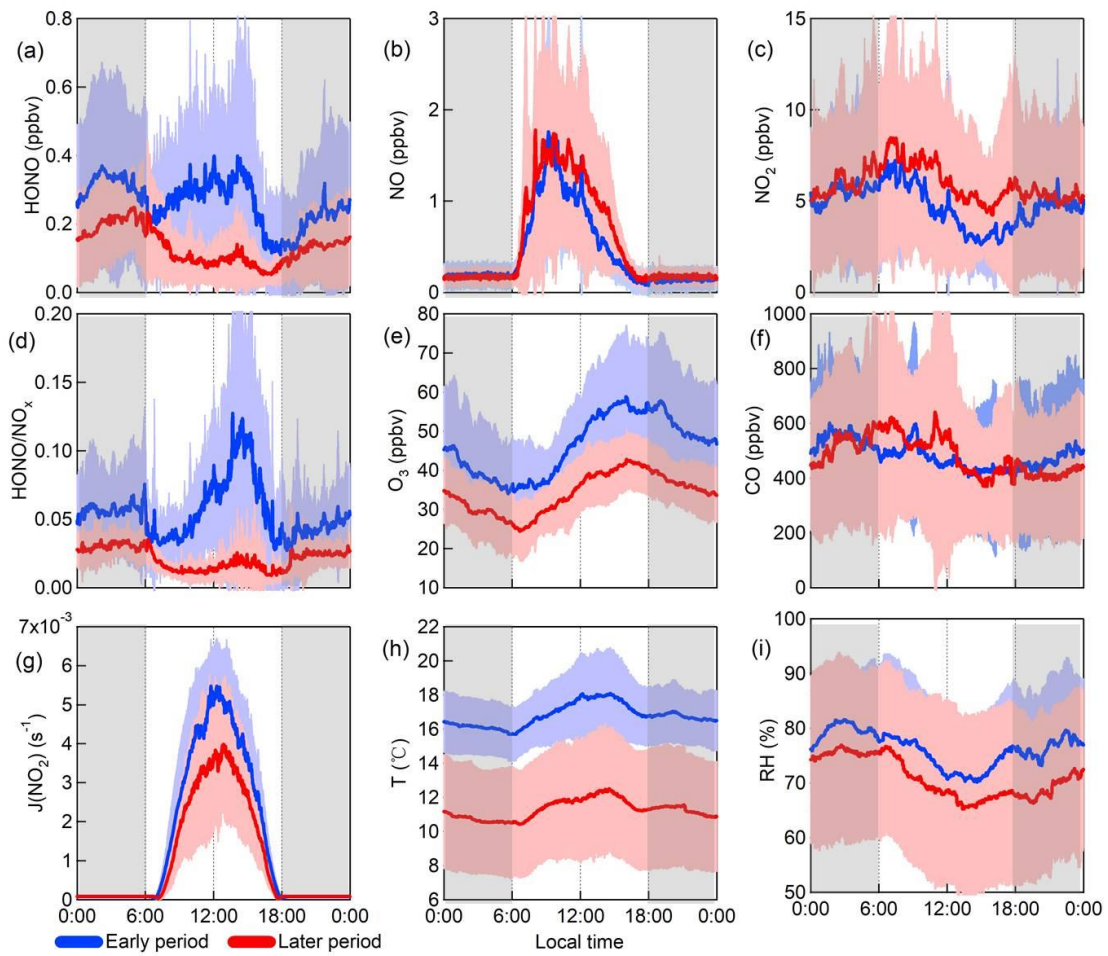 (a)
HONO (ppbv)
0.8
0.6
0.4
0.2
0.0
(b)
NO (ppbv)
3
2
1
0
(c)
NO₂ (ppbv)
15
10
5
0
(d)
HONO/NOₓ
0.20
0.15
0.10
0.05
0.00
(e)
O₃ (ppbv)
80
70
60
50
40
30
20
10
(f)
CO (ppbv)
1000
800
600
400
200
0
(g)
J(NO₂) (s⁻¹)
7x10⁻³
6
5
4
3
2
1
0
0:00 6:00 12:00 18:00 0:00
(h)
T (℃)
22
20
18
16
14
12
10
8
6
0:00 6:00 12:00 18:00 0:00
(i)
RH (%)
100
90
80
70
60
50
0:00 6:00 12:00 18:00 0:00
Early period Later period
Local time